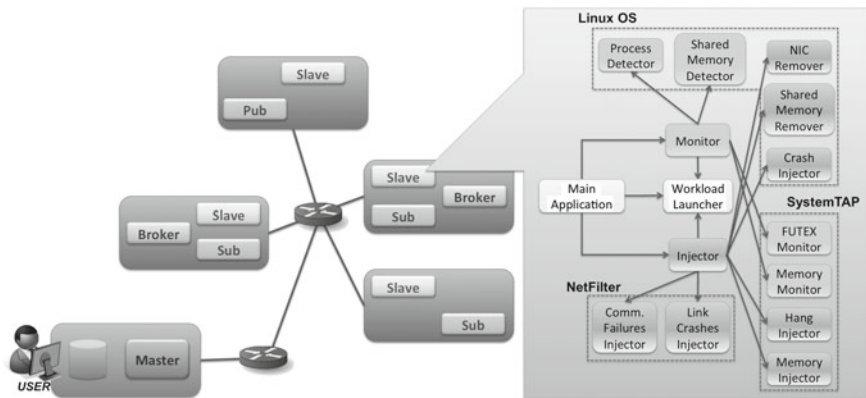 Slave
Pub
Slave
Broker
Sub
Slave
Broker
Sub
Slave
Sub
Master
USER
Linux OS
Process
Detector
Shared
Memory
Detector
NIC
Remover
Shared
Memory
Remover
Crash
Injector
Monitor
Main
Application
Workload
Launcher
Injector
SystemTAP
FUTEX
Monitor
Memory
Monitor
Hang
Injector
Memory
Injector
NetFilter
Comm.
Failures
Injector
Link
Crashes
Injector